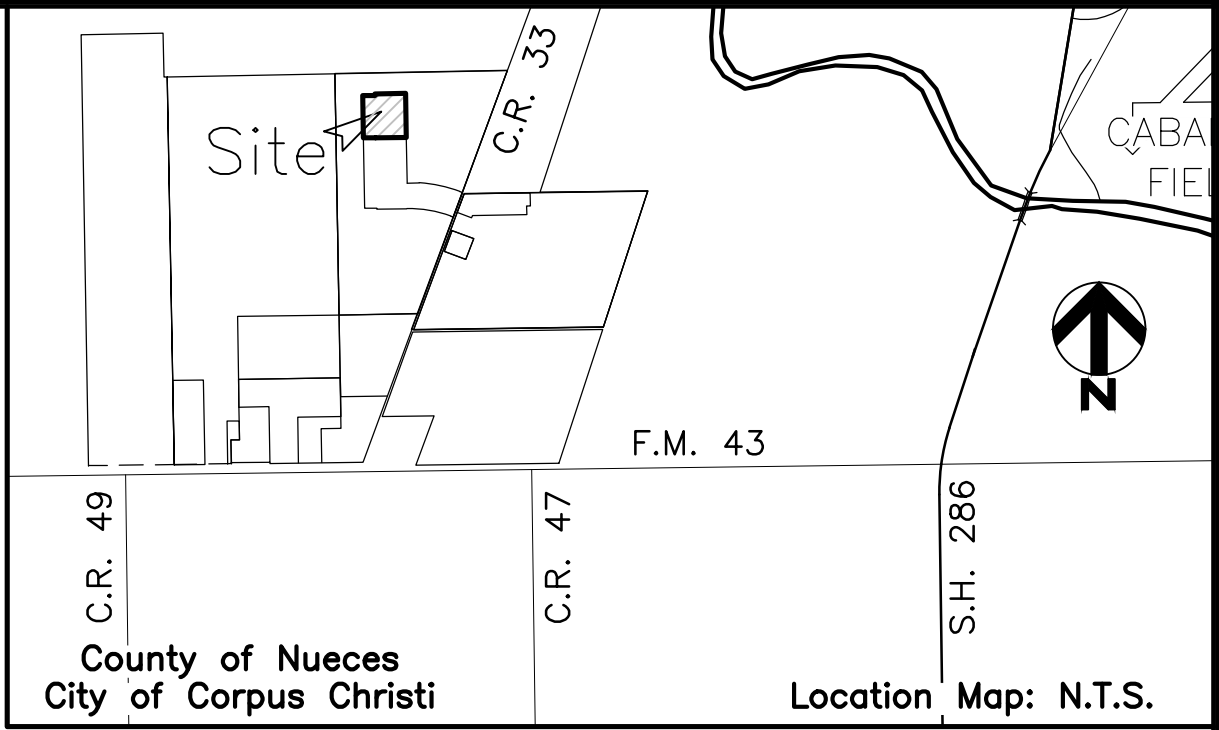 C.R. 33
Site
F.M. 43
N
C.R. 49
C.R. 47
S.H. 286
County of Nueces
City of Corpus Christi
Location Map: N.T.S.